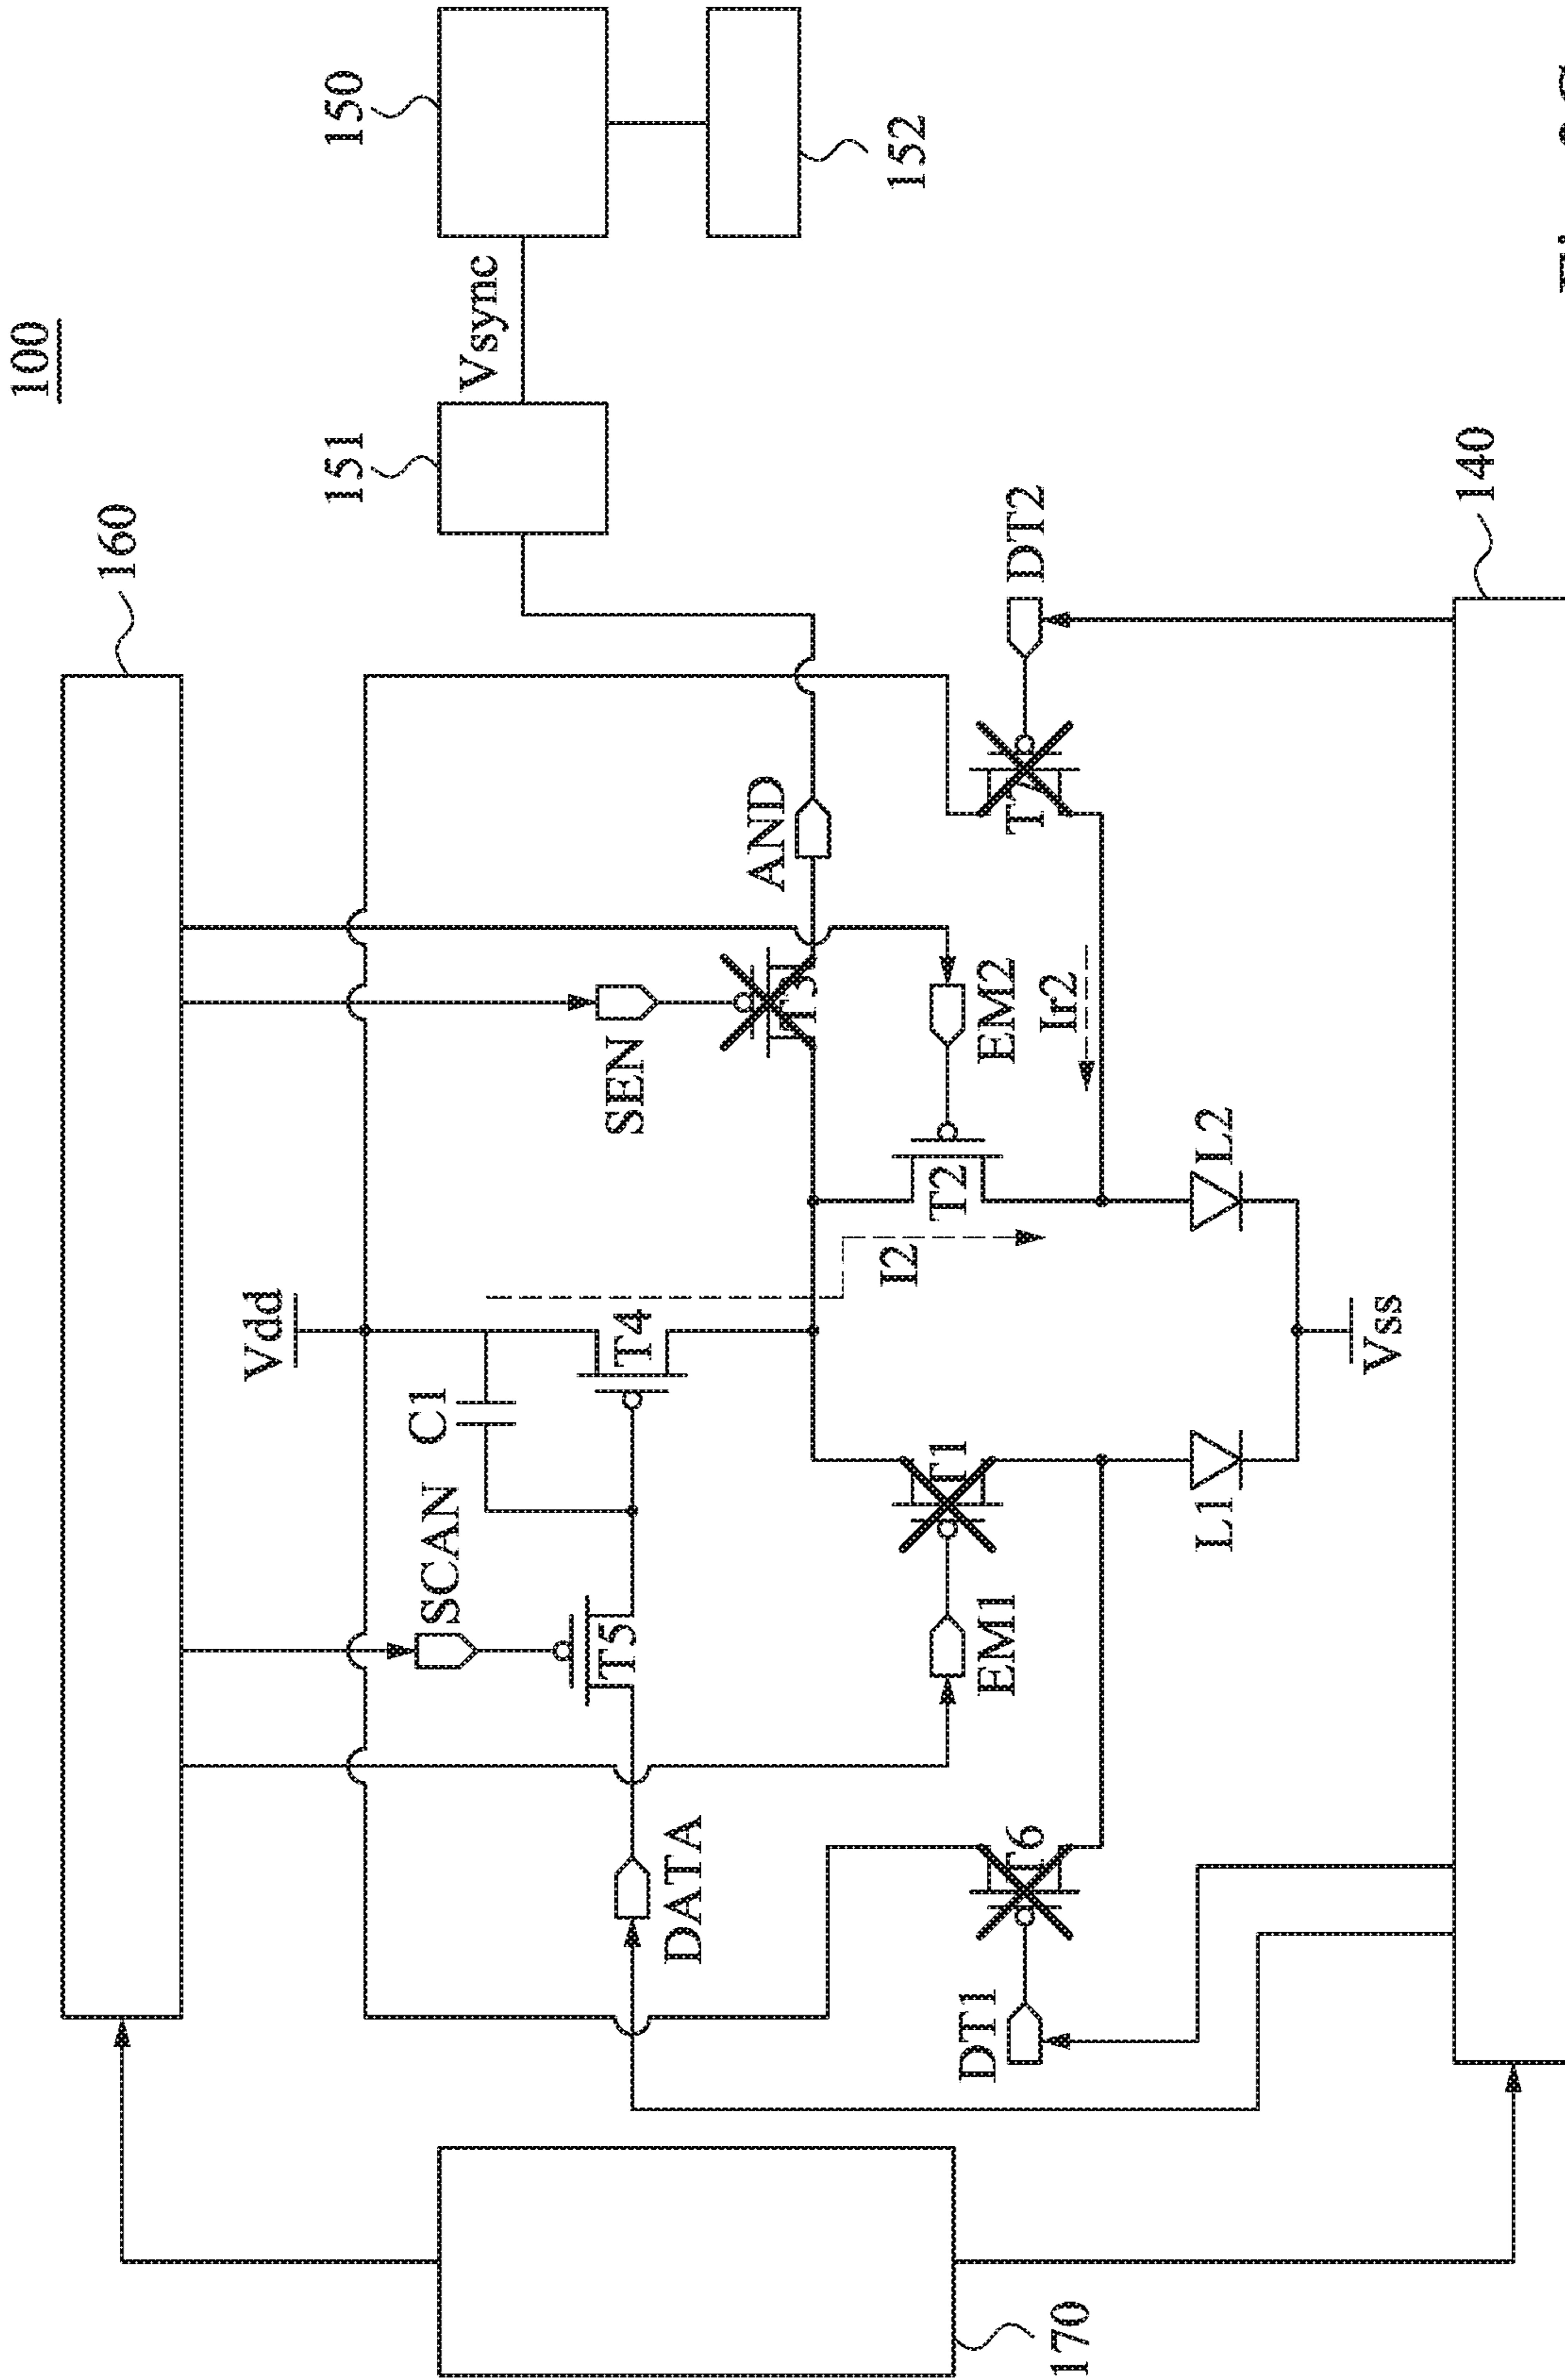 100
160
150
151
Vsync
152
Vdd
C1
SCAN
SEN
T5
T4
T3
AND
DATA
I2
T1
T2
EM1
EM2
T6
T7
DT1
DT2
Ir2
L1
L2
Vss
140
170